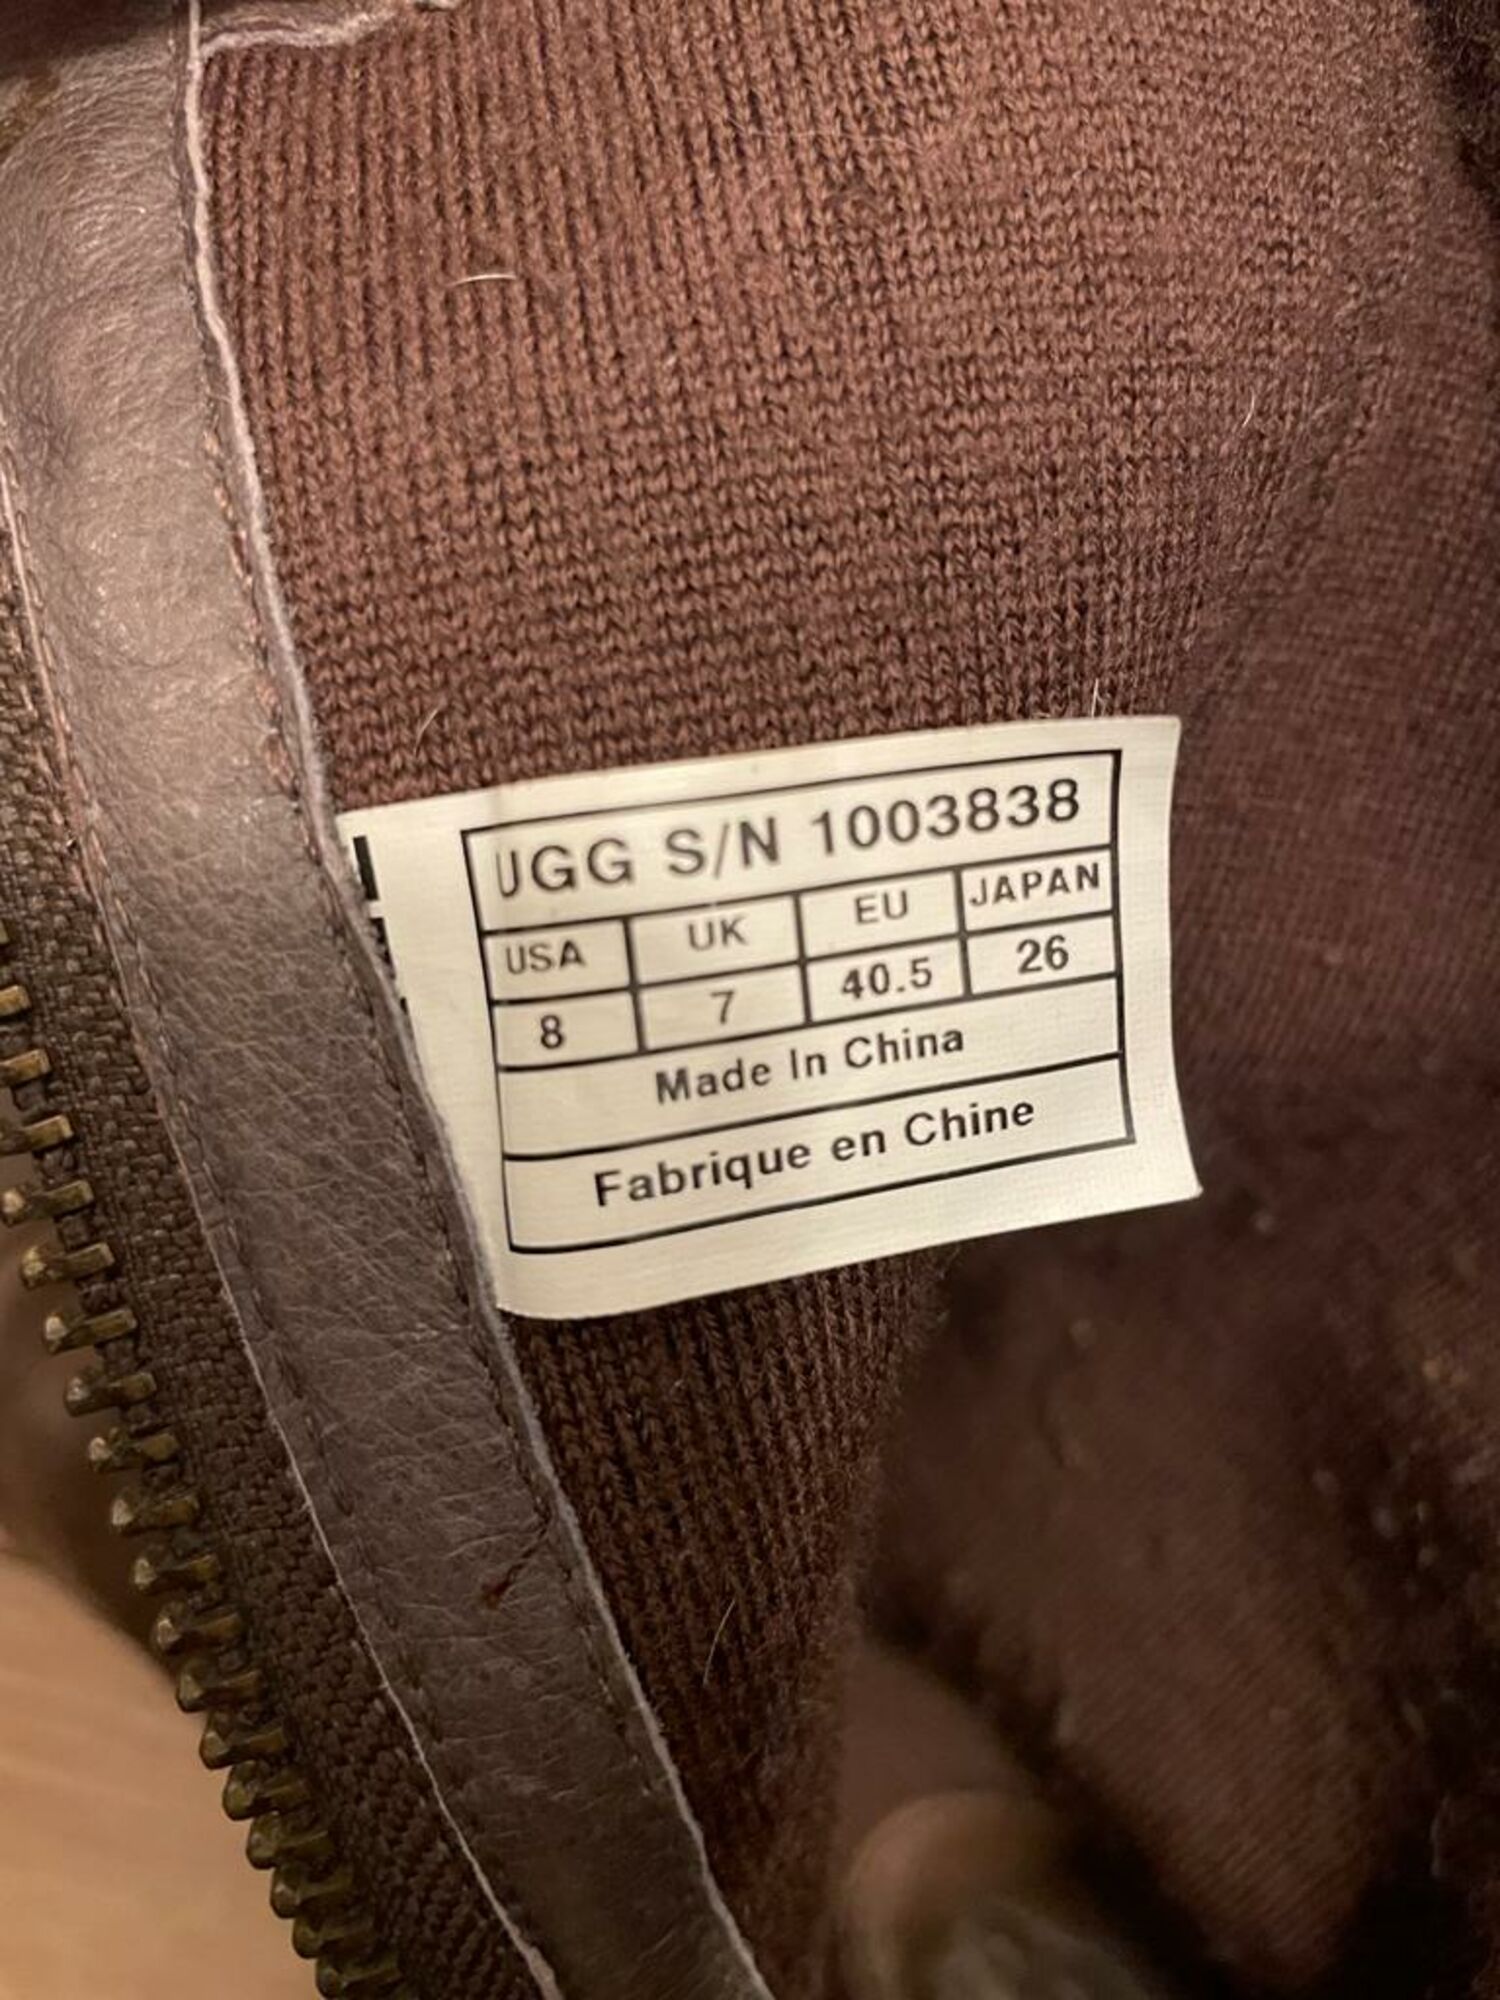 UGG S/N 1003838
USA UK EU JAPAN
8 7 40.5 26
Made In China
Fabrique en Chine